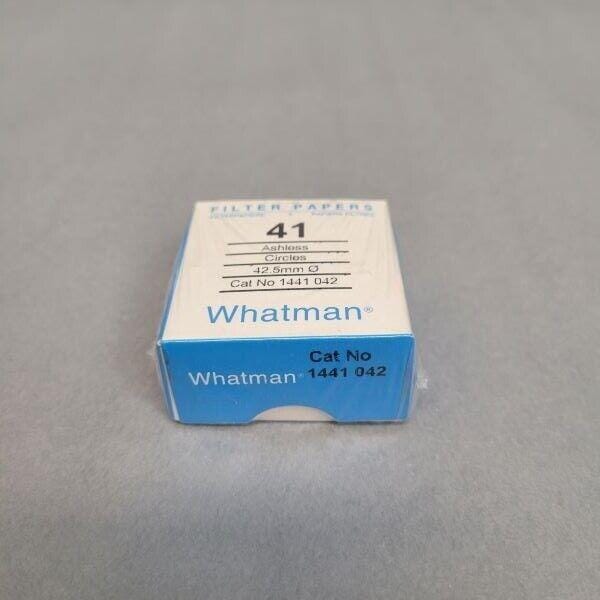 FILTER PAPERS
41
Ashless
Circles
42.5mm Ø
Cat No 1441 042
Whatman®
Cat No
Whatman® 1441 042